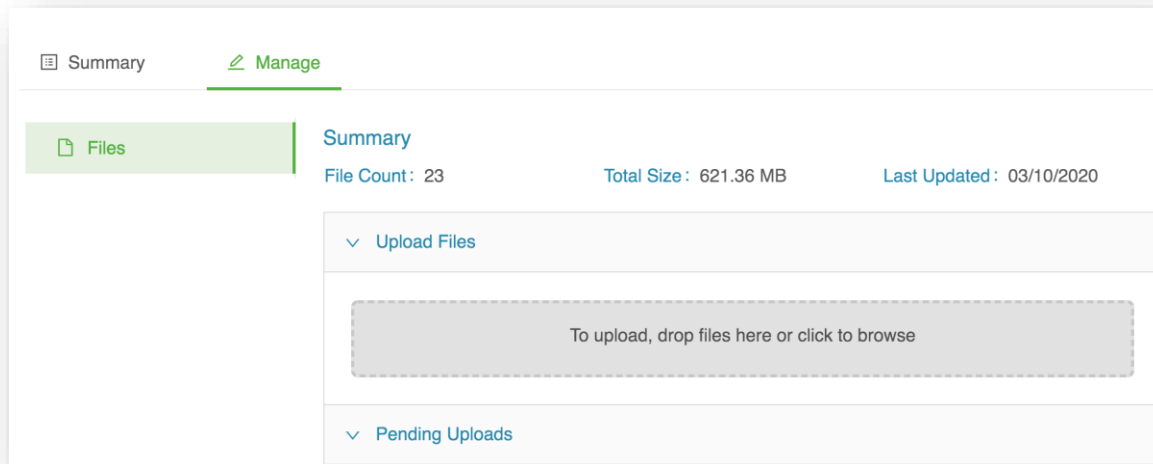 Summary
Manage
Files
Summary
File Count: 23
Total Size: 621.36 MB
Last Updated: 03/10/2020
Upload Files
To upload, drop files here or click to browse
Pending Uploads